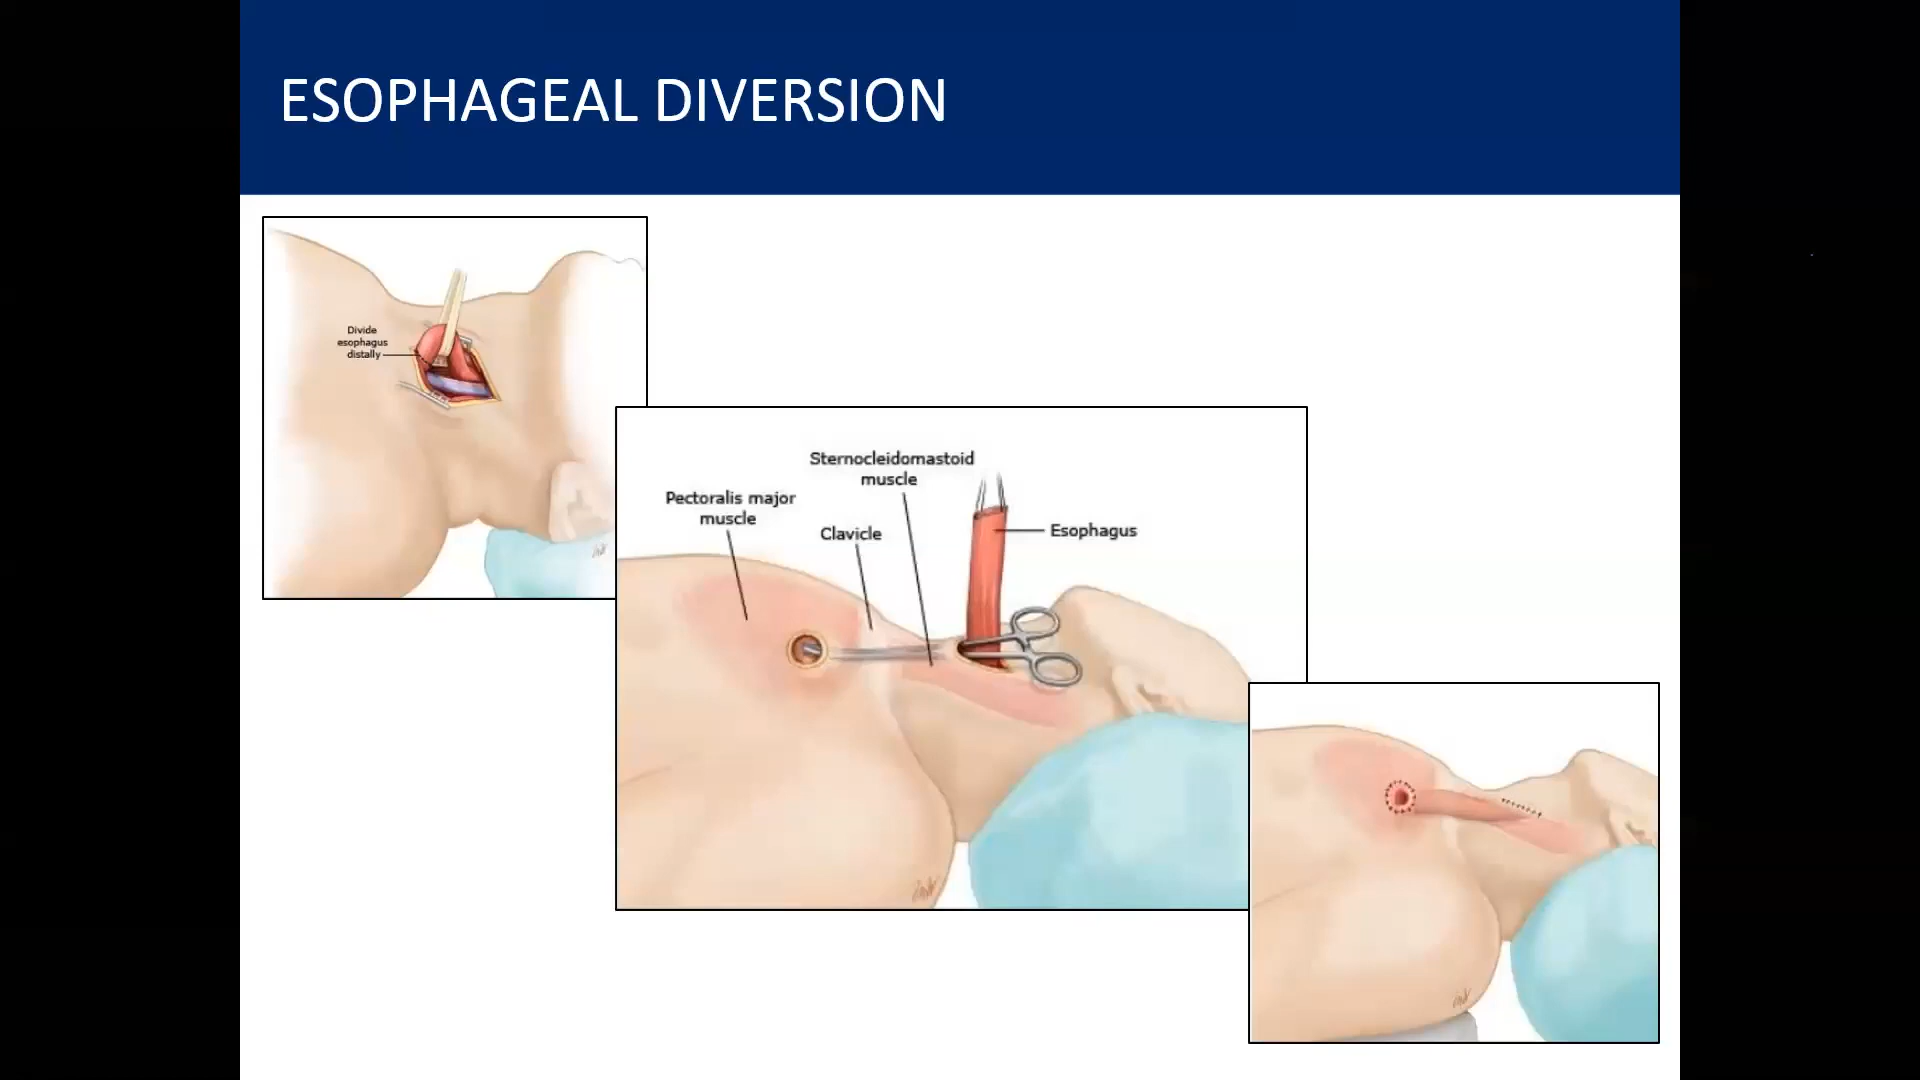 ESOPHAGEAL DIVERSION
Divide
esophagus
distally
Sternocleidomastoid
muscle
Pectoralis major
muscle
Clavicle
Esophagus